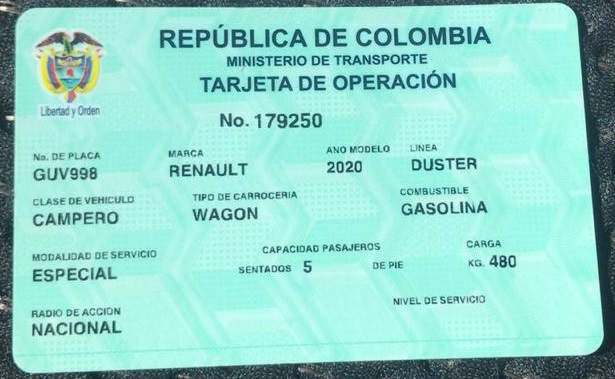 REPÚBLICA DE COLOMBIA
MINISTERIO DE TRANSPORTE
TARJETA DE OPERACIÓN
Libertad y Orden
No. 179250
No. DE PLACA MARCA ANO MODELO LINEA
GUV998 RENAULT 2020 DUSTER
CLASE DE VEHICULO TIPO DE CARROCERIA COMBUSTIBLE
CAMPERO WAGON GASOLINA
MODALIDAD DE SERVICIO CAPACIDAD PASAJEROS CARGA
ESPECIAL SENTADOS 5 DE PIE KG. 480
RADIO DE ACCION NIVEL DE SERVICIO
NACIONAL